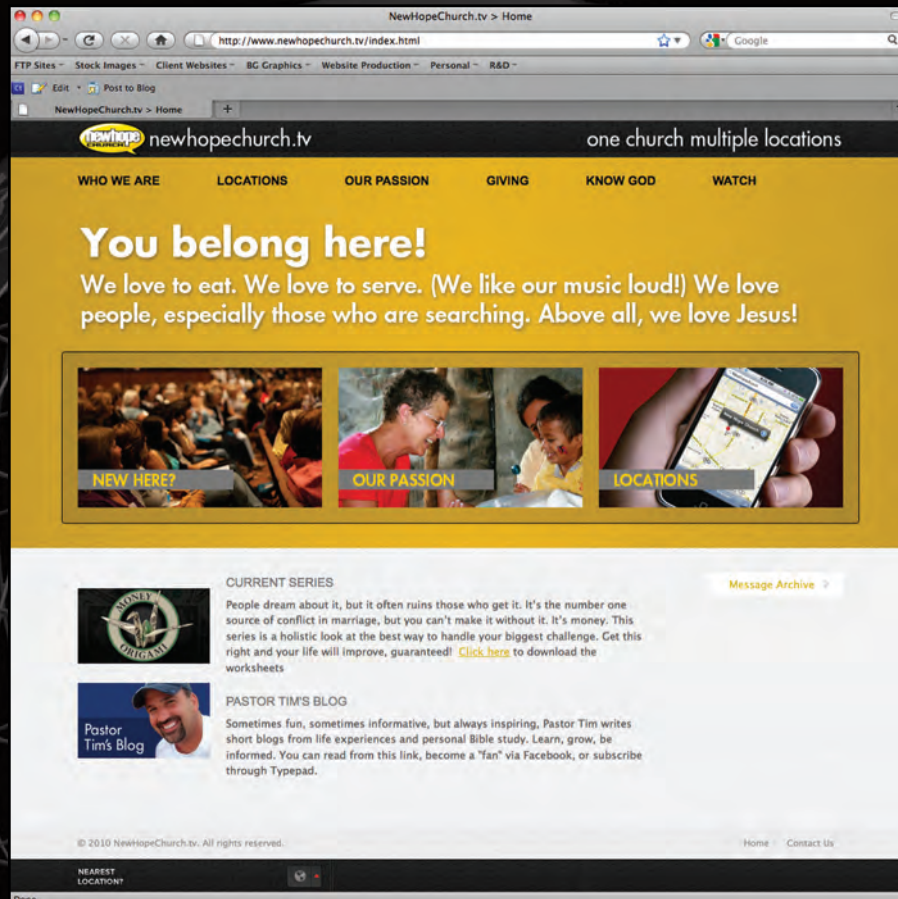 NewHopeChurch.tv > Home
http://www.newhopechurch.tv/index.html
Google
FTP Sites Stock Images Client Websites BG Graphics Website Production Personal R&D
Edit Post to Blog
NewHopeChurch.tv > Home +
newhope CHURCH newhopechurch.tv one church multiple locations
WHO WE ARE LOCATIONS OUR PASSION GIVING KNOW GOD WATCH
You belong here!
We love to eat. We love to serve. (We like our music loud!) We love
people, especially those who are searching. Above all, we love Jesus!
New Hope Church
NEW HERE? OUR PASSION LOCATIONS
MONEY ORIGAMI
CURRENT SERIES
Message Archive >
People dream about it, but it often ruins those who get it. It's the number one
source of conflict in marriage, but you can't make it without it. It's money. This
series is a holistic look at the best way to handle your biggest challenge. Get this
right and your life will improve, guaranteed! Click here to download the
worksheets
Pastor
Tim's Blog
PASTOR TIM'S BLOG
Sometimes fun, sometimes informative, but always inspiring, Pastor Tim writes
short blogs from life experiences and personal Bible study. Learn, grow, be
informed. You can read from this link, become a "fan" via Facebook, or subscribe
through Typepad.
© 2010 NewHopeChurch.tv. All rights reserved. Home Contact Us
NEAREST
LOCATION?